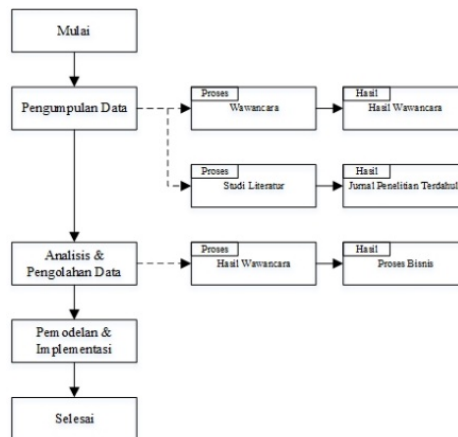 Mulai
Pengumpulan Data
Proses
Wawancara
Hasil
Hasil Wawancara
Proses
Studi Literatur
Hasil
Jurnal Penelitian Terdahul
Analisis &
Pengolahan Data
Proses
Hasil Wawancara
Hasil
Proses Bisnis
Pemodelan &
Implementasi
Selesai